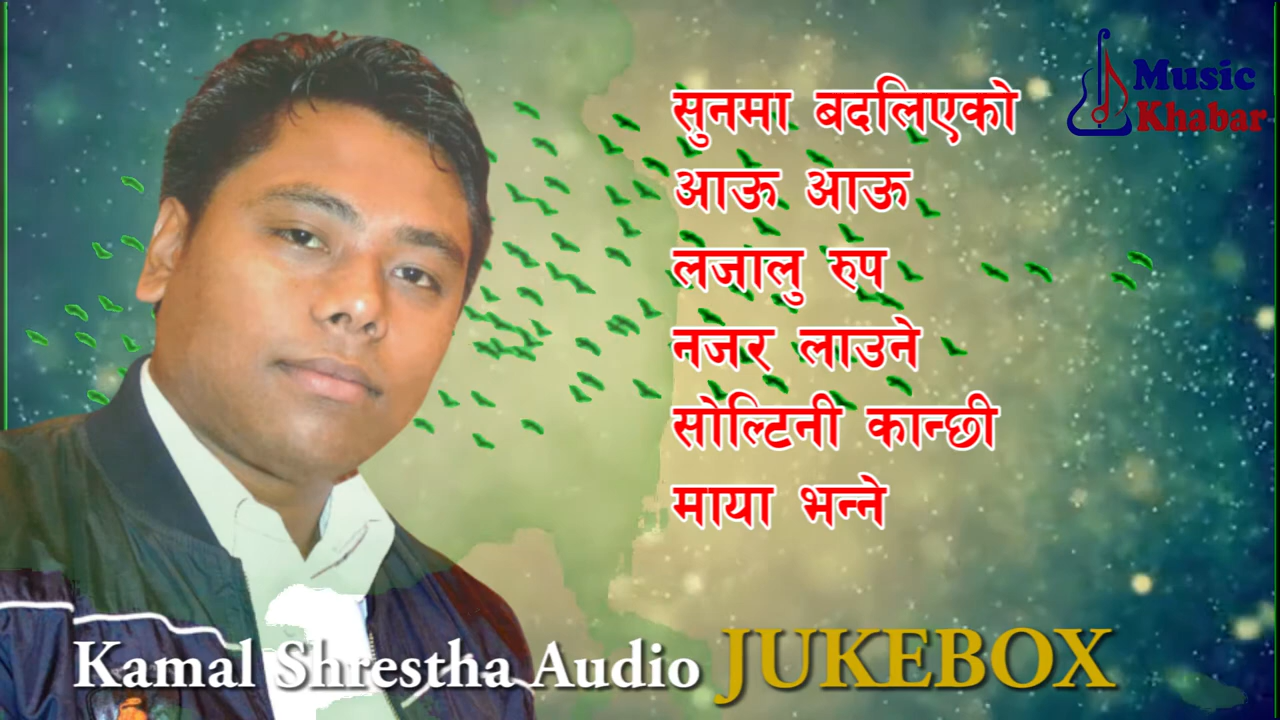 Music
Khabar
सुनमा बदलिएको
आऊ आऊ
लजालु रुप
नजर लाउने
सोल्टिनी कान्छी
माया भन्ने
Kamal Shrestha Audio JUKEBOX